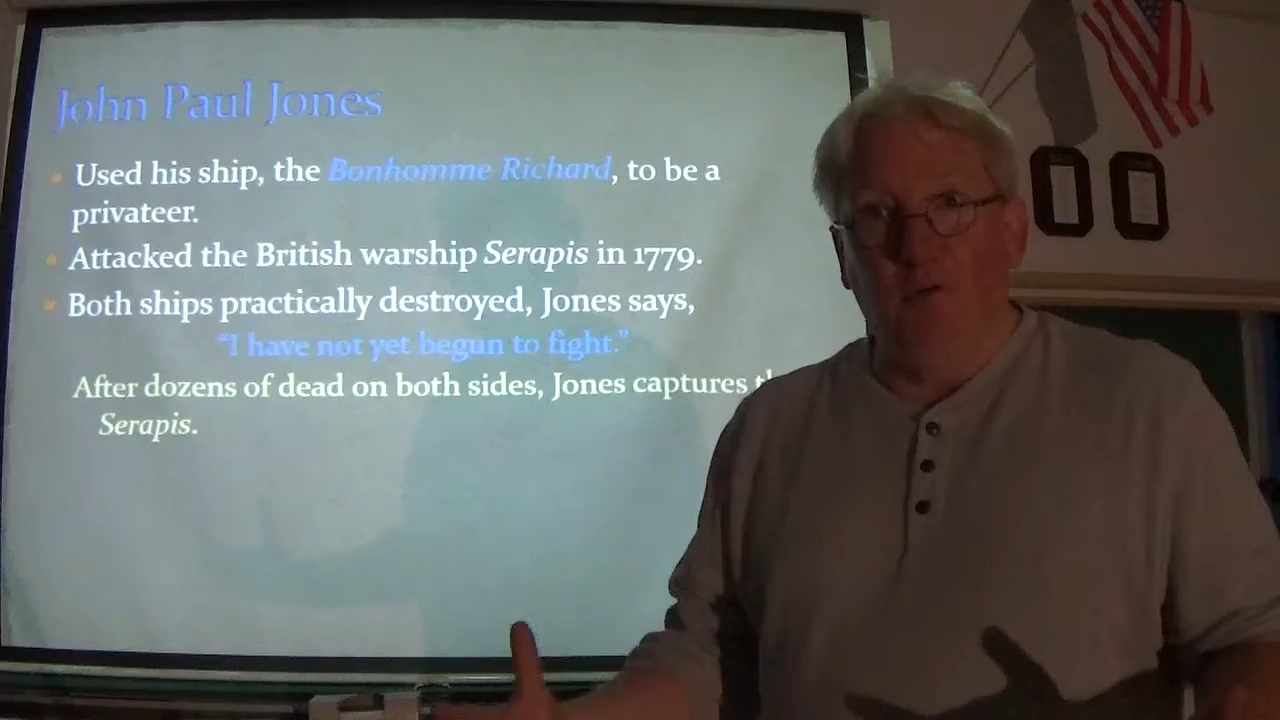 John Paul Jones
Used his ship, the Bonhomme Richard, to be a
privateer.
Attacked the British warship Serapis in 1779.
Both ships practically destroyed, Jones says,
“I have not yet begun to fight.”
After dozens of dead on both sides, Jones captures
Serapis.